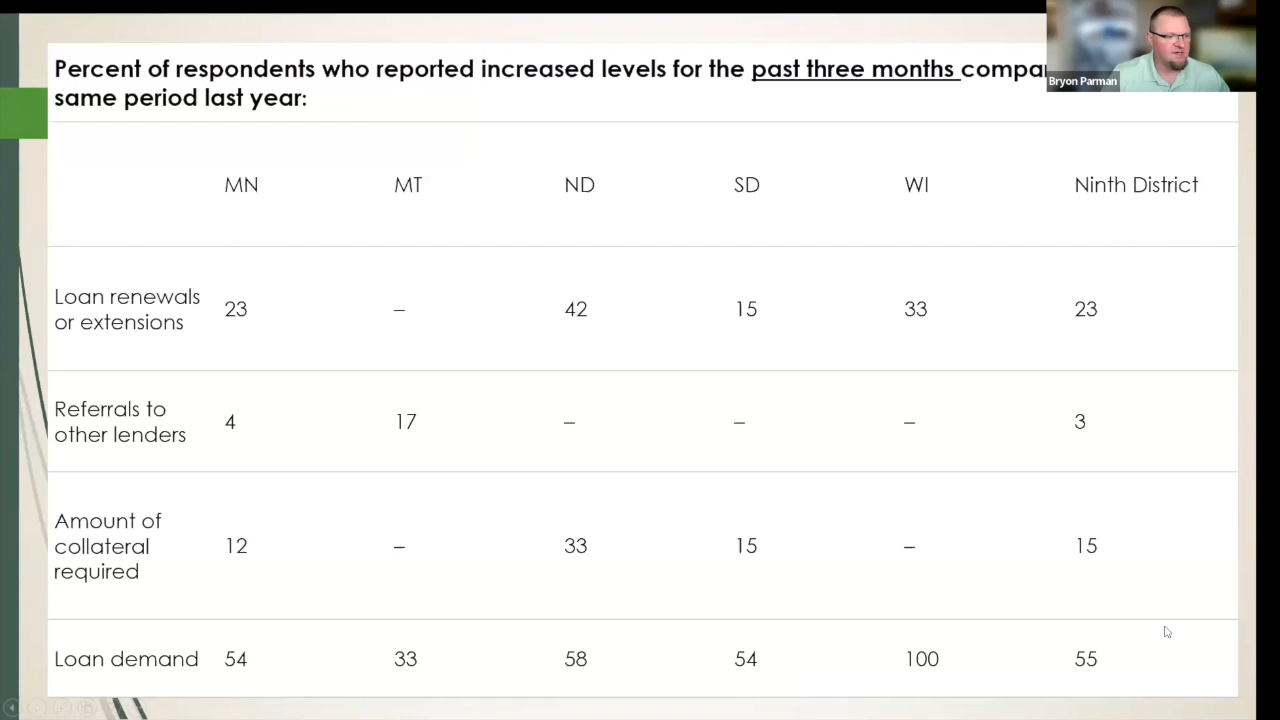 Percent of respondents who reported increased levels for the past three months
same period last year:
Bryon Parman
MN MT ND SD WI Ninth District
Loan renewals
or extensions 23 – 42 15 33 23
Referrals to
other lenders 4 17 – – – 3
Amount of
collateral 12 – 33 15 – 15
required
Loan demand 54 33 58 54 100 55